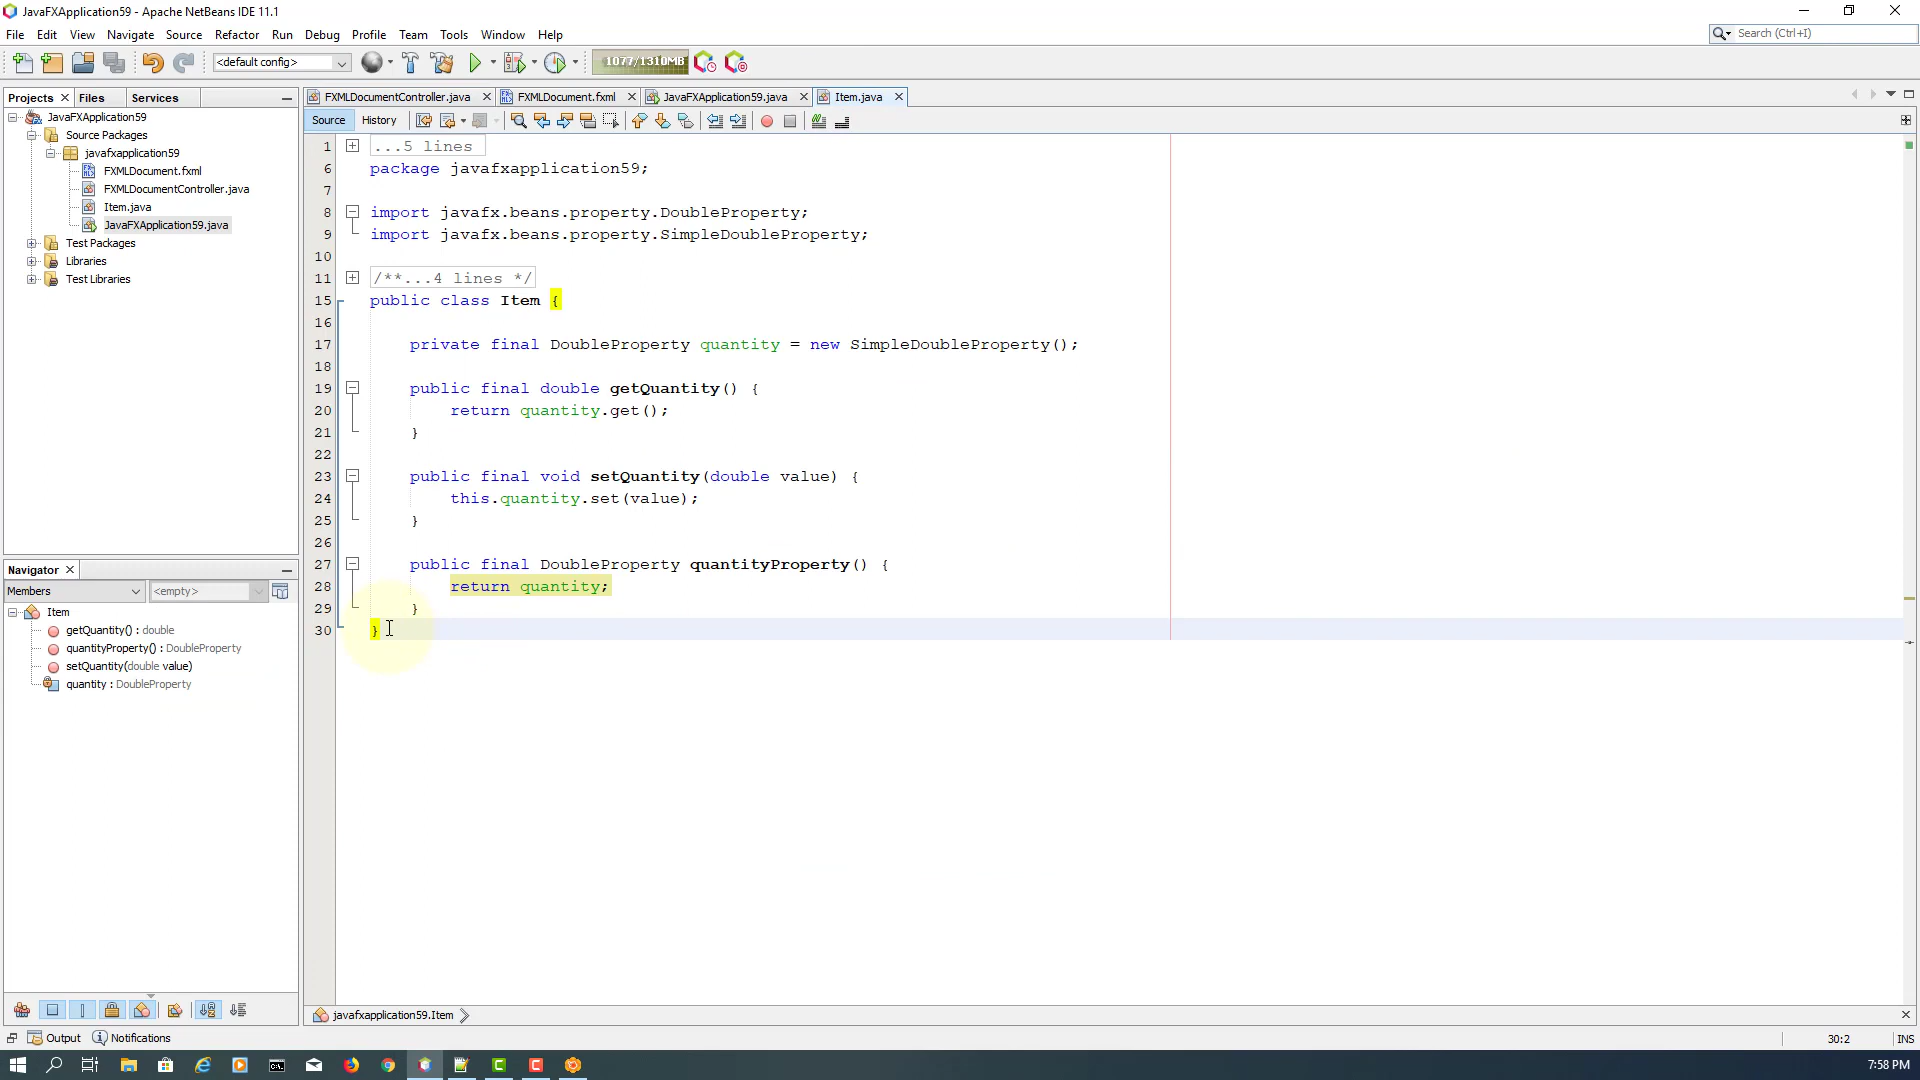 JavaFXApplication59 - Apache NetBeans IDE 11.1
File Edit View Navigate Source Refactor Run Debug Profile Team Tools Window Help
Search (Ctrl+I)
<default config>
1077/1310MB
Projects Files Services
FXMLDocumentController.java FXMLDocument.fxml JavaFXApplication59.java Item.java
Source History
JavaFXApplication59
Source Packages
javafxapplication59
FXMLDocument.fxml
FXMLDocumentController.java
Item.java
JavaFXApplication59.java
Test Packages
Libraries
Test Libraries
1 ...5 lines
6 package javafxapplication59;
7
8 import javafx.beans.property.DoubleProperty;
9 import javafx.beans.property.SimpleDoubleProperty;
10
11 /**...4 lines */
15 public class Item {
16
17 private final DoubleProperty quantity = new SimpleDoubleProperty();
18
19 public final double getQuantity() {
20 return quantity.get();
21 }
22
23 public final void setQuantity(double value) {
24 this.quantity.set(value);
25 }
26
27 public final DoubleProperty quantityProperty() {
28 return quantity;
29 }
30 }
Navigator
Members <empty>
Item
getQuantity() : double
quantityProperty() : DoubleProperty
setQuantity(double value)
quantity : DoubleProperty
javafxapplication59.Item
Output Notifications
30:2 INS
7:58 PM